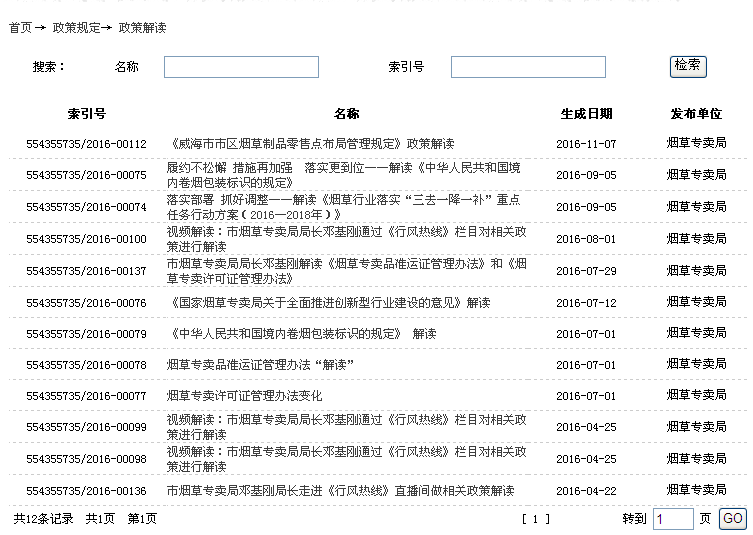 首页→ 政策规定→ 政策解读
搜索： 名称 索引号 检索
索引号 名称 生成日期 发布单位
554355735/2016-00112 《威海市市区烟草制品零售点布局管理规定》政策解读 2016-11-07 烟草专卖局
554355735/2016-00075 履约不松懈 措施再加强 落实更到位——解读《中华人民共和国境
内卷烟包装标识的规定》 2016-09-05 烟草专卖局
554355735/2016-00074 落实部署 抓好调整——解读《烟草行业落实“三去一降一补”重点
任务行动方案（2016—2018年）》 2016-09-05 烟草专卖局
554355735/2016-00100 视频解读：市烟草专卖局局长邓基刚通过《行风热线》栏目对相关政
策进行解读 2016-08-01 烟草专卖局
554355735/2016-00137 市烟草专卖局局长邓基刚解读《烟草专卖品准运证管理办法》和《烟
草专卖许可证管理办法》 2016-07-29 烟草专卖局
554355735/2016-00076 《国家烟草专卖局关于全面推进创新型行业建设的意见》解读 2016-07-12 烟草专卖局
554355735/2016-00079 《中华人民共和国境内卷烟包装标识的规定》 解读 2016-07-01 烟草专卖局
554355735/2016-00078 烟草专卖品准运证管理办法“解读” 2016-07-01 烟草专卖局
554355735/2016-00077 烟草专卖许可证管理办法变化 2016-07-01 烟草专卖局
554355735/2016-00099 视频解读：市烟草专卖局局长邓基刚通过《行风热线》栏目对相关政
策进行解读 2016-04-25 烟草专卖局
554355735/2016-00098 视频解读：市烟草专卖局局长邓基刚通过《行风热线》栏目对相关政
策进行解读 2016-04-25 烟草专卖局
554355735/2016-00136 市烟草专卖局邓基刚局长走进《行风热线》直播间做相关政策解读 2016-04-22 烟草专卖局
共12条记录 共1页 第1页 [ 1 ] 转到 1 页 GO